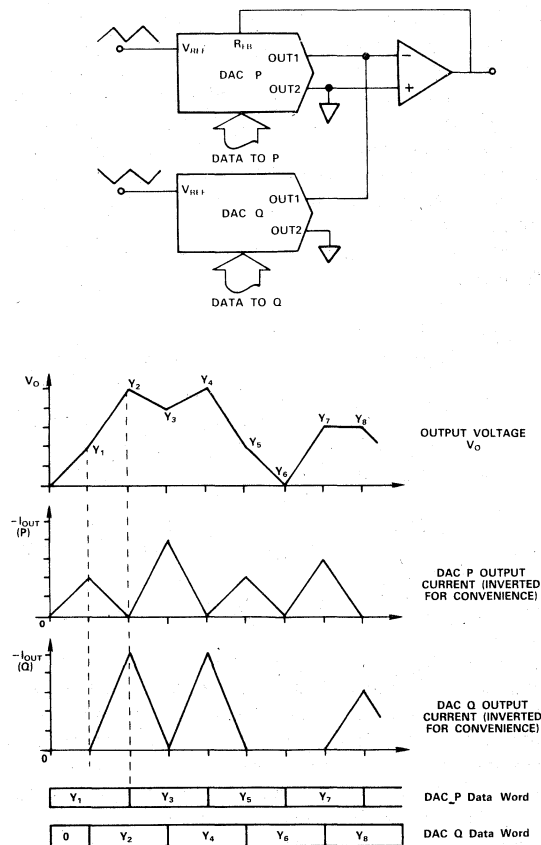 VREF
RFB
OUT1
DAC P
OUT2
− +
DATA TO P
VREF
OUT1
DAC Q
OUT2
DATA TO Q
VO
Y1
Y2
Y3
Y4
Y5
Y6
Y7
Y8
OUTPUT VOLTAGE
VO
−IOUT
(P)
0
DAC P OUTPUT
CURRENT (INVERTED
FOR CONVENIENCE)
−IOUT
(Q)
0
DAC Q OUTPUT
CURRENT (INVERTED
FOR CONVENIENCE)
Y1 Y3 Y5 Y7 DAC P Data Word
0 Y2 Y4 Y6 Y8 DAC Q Data Word